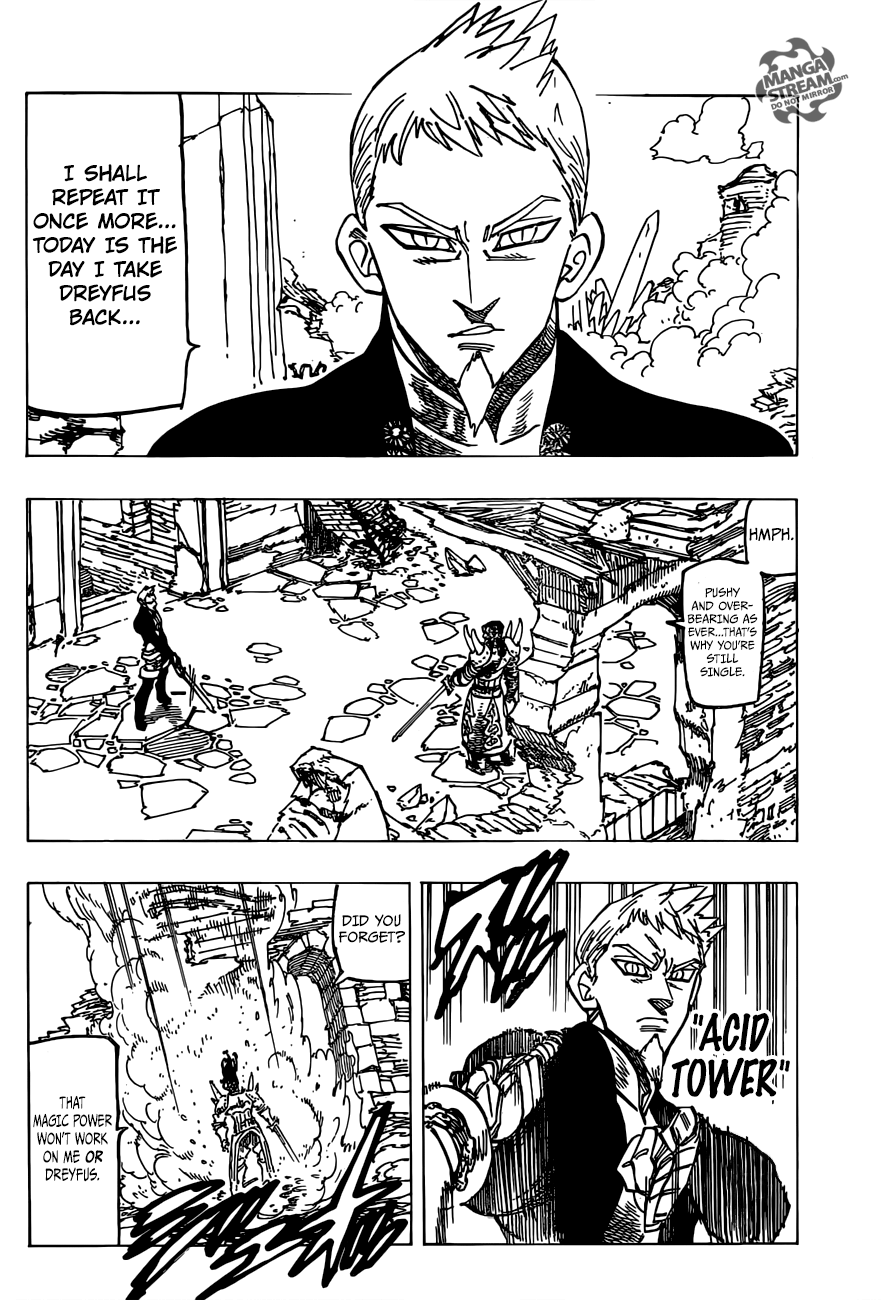 MANGA
STREAM.com
DO NOT MIRROR
I SHALL
REPEAT IT
ONCE MORE...
TODAY IS THE
DAY I TAKE
DREYFUS
BACK...
HMPH.
PUSHY
AND OVER-
BEARING AS
EVER...THAT'S
WHY YOU'RE
STILL
SINGLE.
"ACID
TOWER"
DID YOU
FORGET?
THAT
MAGIC POWER
WON'T WORK
ON ME OR
DREYFUS.